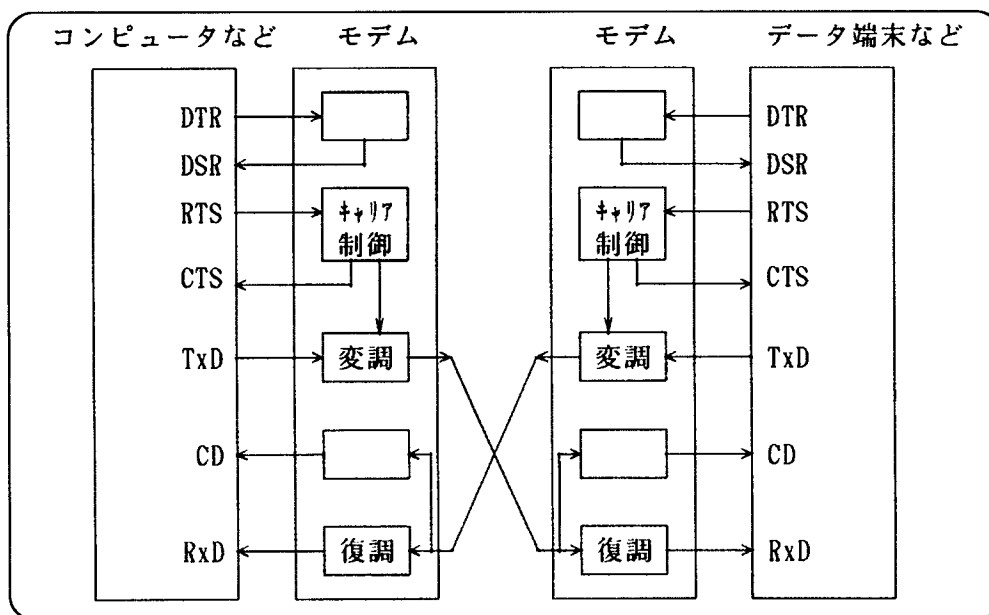 コンピュータなど モデム モデム データ端末など
DTR DTR
DSR DSR
RTS キャリア キャリア RTS
制御 制御
CTS CTS
TxD 変調 変調 TxD
CD CD
RxD 復調 復調 RxD